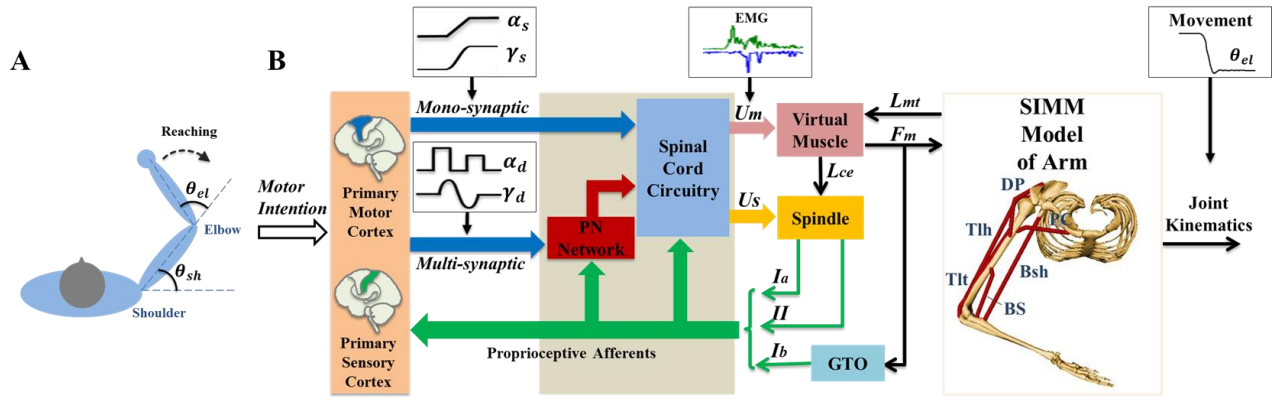 A
Reaching
θel
Elbow
θsh
Shoulder
B
Motor
Intention
αs
γs
Mono-synaptic
αd
γd
Multi-synaptic
Primary
Motor
Cortex
Primary
Sensory
Cortex
PN
Network
Spinal
Cord
Circuitry
Proprioceptive Afferents
EMG
Um
Us
Virtual
Muscle
Lce
Spindle
Ia
II
Ib
GTO
Lmt
Fm
SIMM
Model
of Arm
DP
PC
Tlh
Tlt
Bsh
BS
Movement
θel
Joint
Kinematics